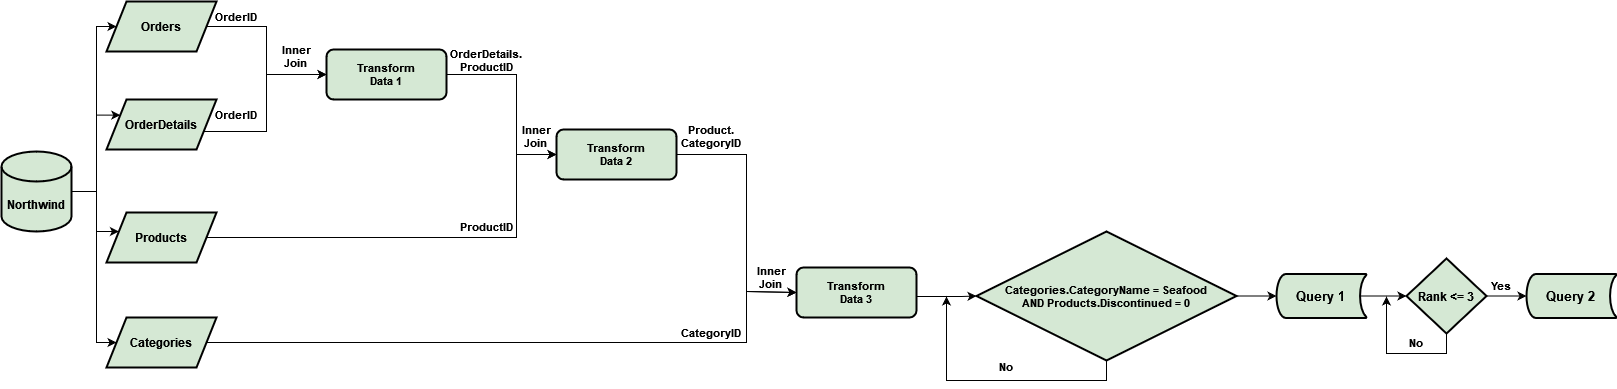 Orders
OrderID
Inner
Join
Transform
Data 1
OrderDetails.
ProductID
OrderDetails
OrderID
Inner
Join
Transform
Data 2
Product.
CategoryID
Northwind
Products
ProductID
Inner
Join
Transform
Data 3
Categories.CategoryName = Seafood
AND Products.Discontinued = 0
Query 1
Rank <= 3
Yes
Query 2
Categories
CategoryID
No
No